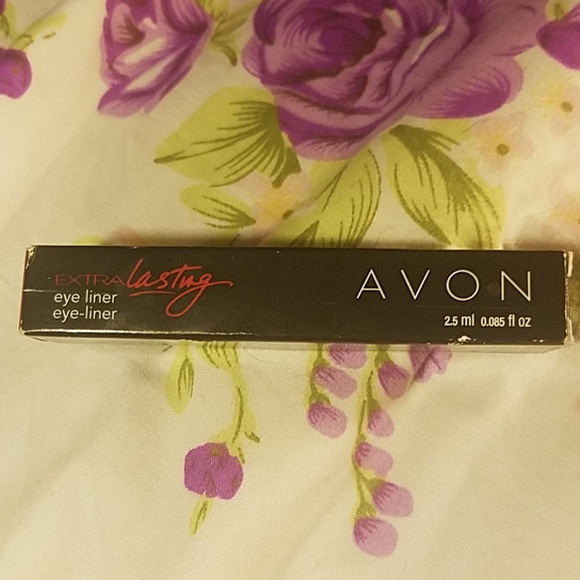 EXTRA lasting
eye liner
eye-liner
AVON
2.5 ml 0.085 fl oz